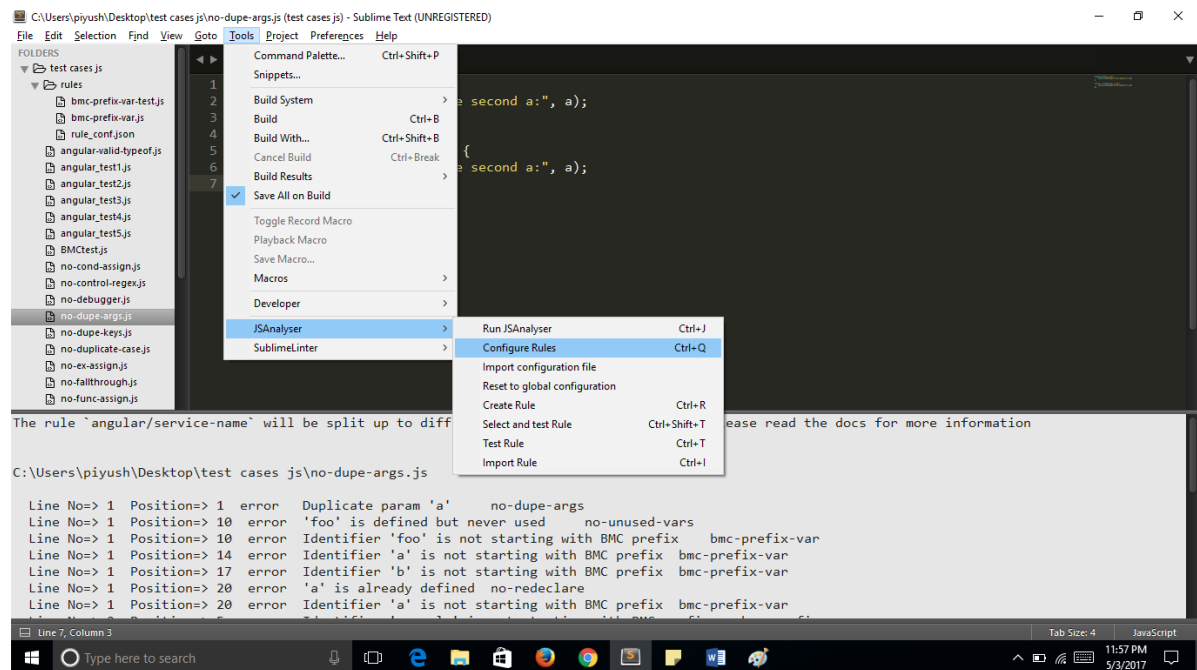 C:\Users\piyush\Desktop\test cases js\no-dupe-args.js (test cases js) - Sublime Text (UNREGISTERED)
File Edit Selection Find View Goto Tools Project Preferences Help
FOLDERS
test cases js
rules
bmc-prefix-var-test.js
bmc-prefix-var.js
rule_conf.json
angular-valid-typeof.js
angular_test1.js
angular_test2.js
angular_test3.js
angular_test4.js
angular_test5.js
BMCtest.js
no-cond-assign.js
no-control-regex.js
no-debugger.js
no-dupe-args.js
no-dupe-keys.js
no-duplicate-case.js
no-ex-assign.js
no-fallthrough.js
no-func-assign.js
1
2 second a:", a);
3
4
5 {
6 second a:", a);
7
Command Palette... Ctrl+Shift+P
Snippets...
Build System
Build Ctrl+B
Build With... Ctrl+Shift+B
Cancel Build Ctrl+Break
Build Results
Save All on Build
Toggle Record Macro
Playback Macro
Save Macro...
Macros
Developer
JSAnalyser
SublimeLinter
Run JSAnalyser Ctrl+J
Configure Rules Ctrl+Q
Import configuration file
Reset to global configuration
Create Rule Ctrl+R
Select and test Rule Ctrl+Shift+T
Test Rule Ctrl+T
Import Rule Ctrl+I
The rule `angular/service-name` will be split up to diff ease read the docs for more information
C:\Users\piyush\Desktop\test cases js\no-dupe-args.js
Line No=> 1 Position=> 1 error Duplicate param 'a' no-dupe-args
Line No=> 1 Position=> 10 error 'foo' is defined but never used no-unused-vars
Line No=> 1 Position=> 10 error Identifier 'foo' is not starting with BMC prefix bmc-prefix-var
Line No=> 1 Position=> 14 error Identifier 'a' is not starting with BMC prefix bmc-prefix-var
Line No=> 1 Position=> 17 error Identifier 'b' is not starting with BMC prefix bmc-prefix-var
Line No=> 1 Position=> 20 error 'a' is already defined no-redeclare
Line No=> 1 Position=> 20 error Identifier 'a' is not starting with BMC prefix bmc-prefix-var
Line 7, Column 3
Tab Size: 4 JavaScript
Type here to search
11:57 PM
5/3/2017